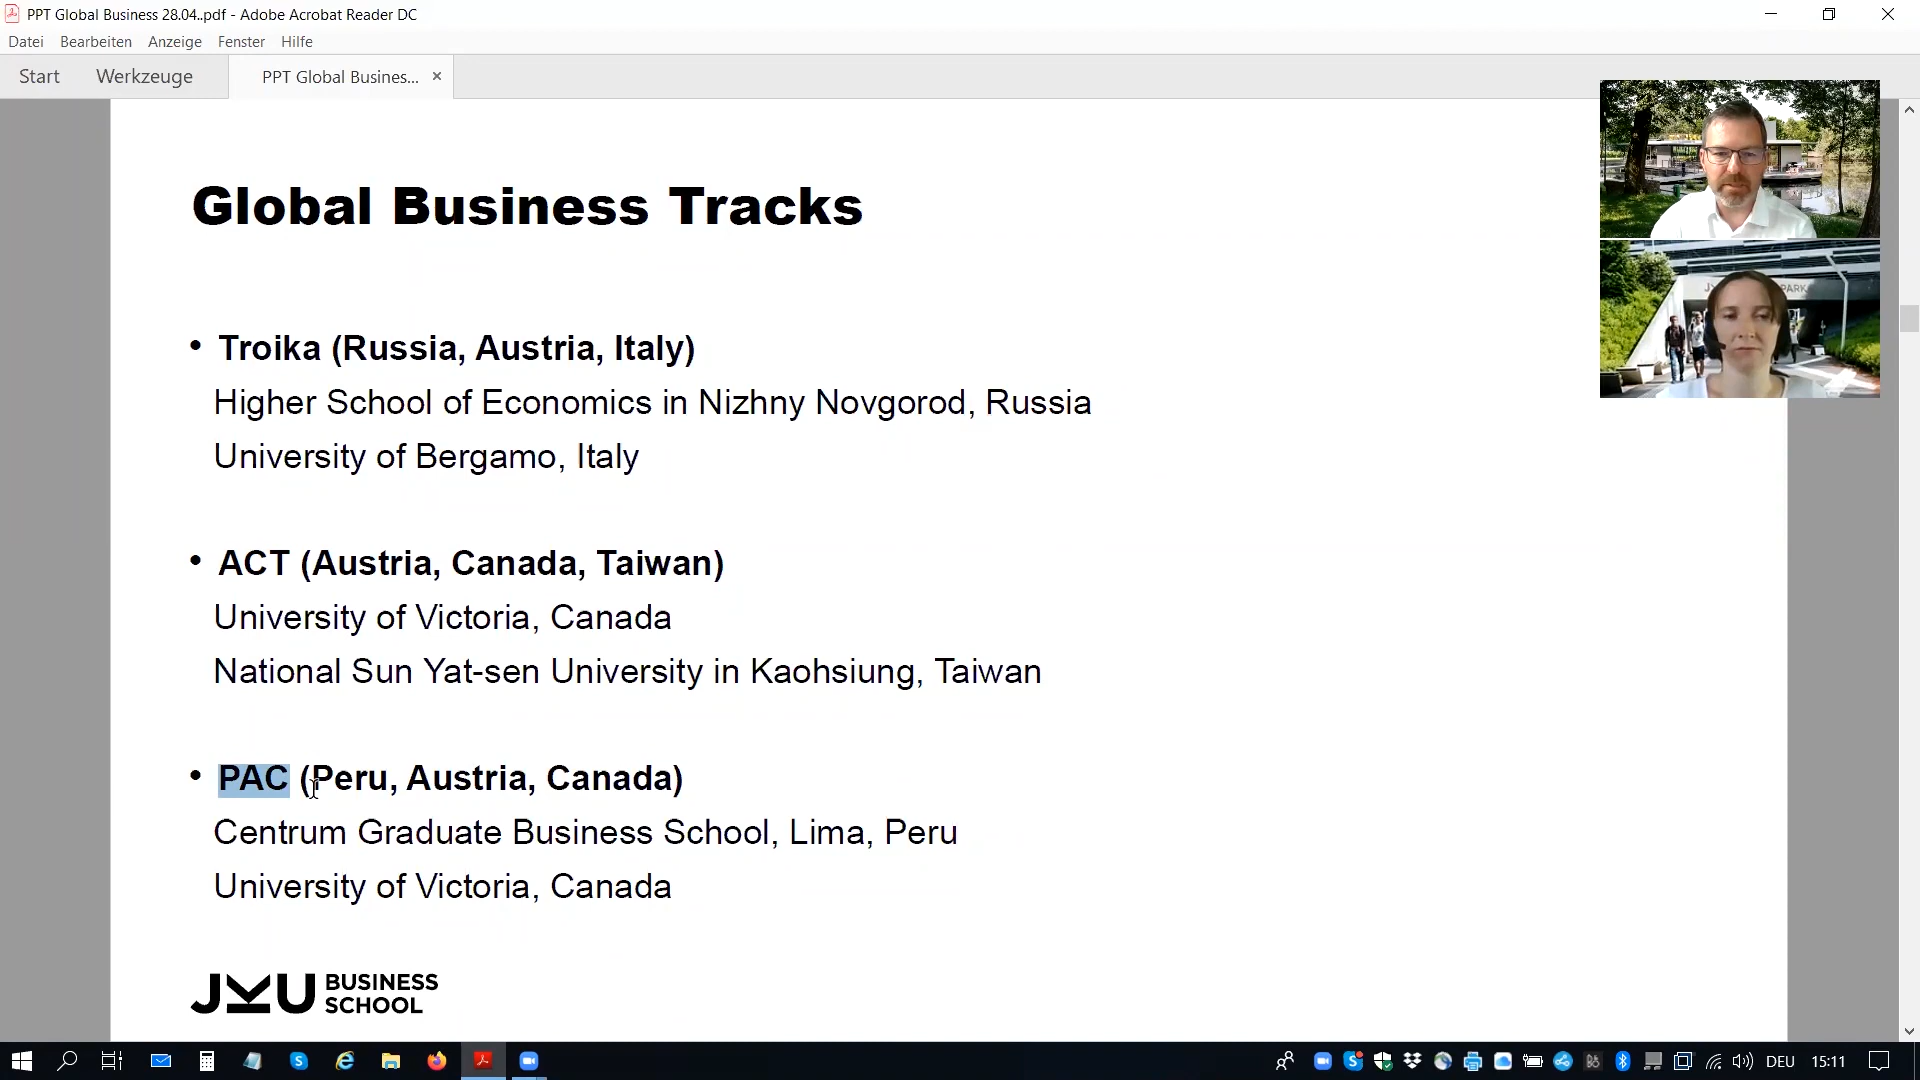 PPT Global Business 28.04..pdf - Adobe Acrobat Reader DC
Datei Bearbeiten Anzeige Fenster Hilfe
Start Werkzeuge PPT Global Busines... ×
Global Business Tracks
• Troika (Russia, Austria, Italy)
Higher School of Economics in Nizhny Novgorod, Russia
University of Bergamo, Italy
• ACT (Austria, Canada, Taiwan)
University of Victoria, Canada
National Sun Yat-sen University in Kaohsiung, Taiwan
• PAC (Peru, Austria, Canada)
Centrum Graduate Business School, Lima, Peru
University of Victoria, Canada
JKU BUSINESS
SCHOOL
DEU 15:11